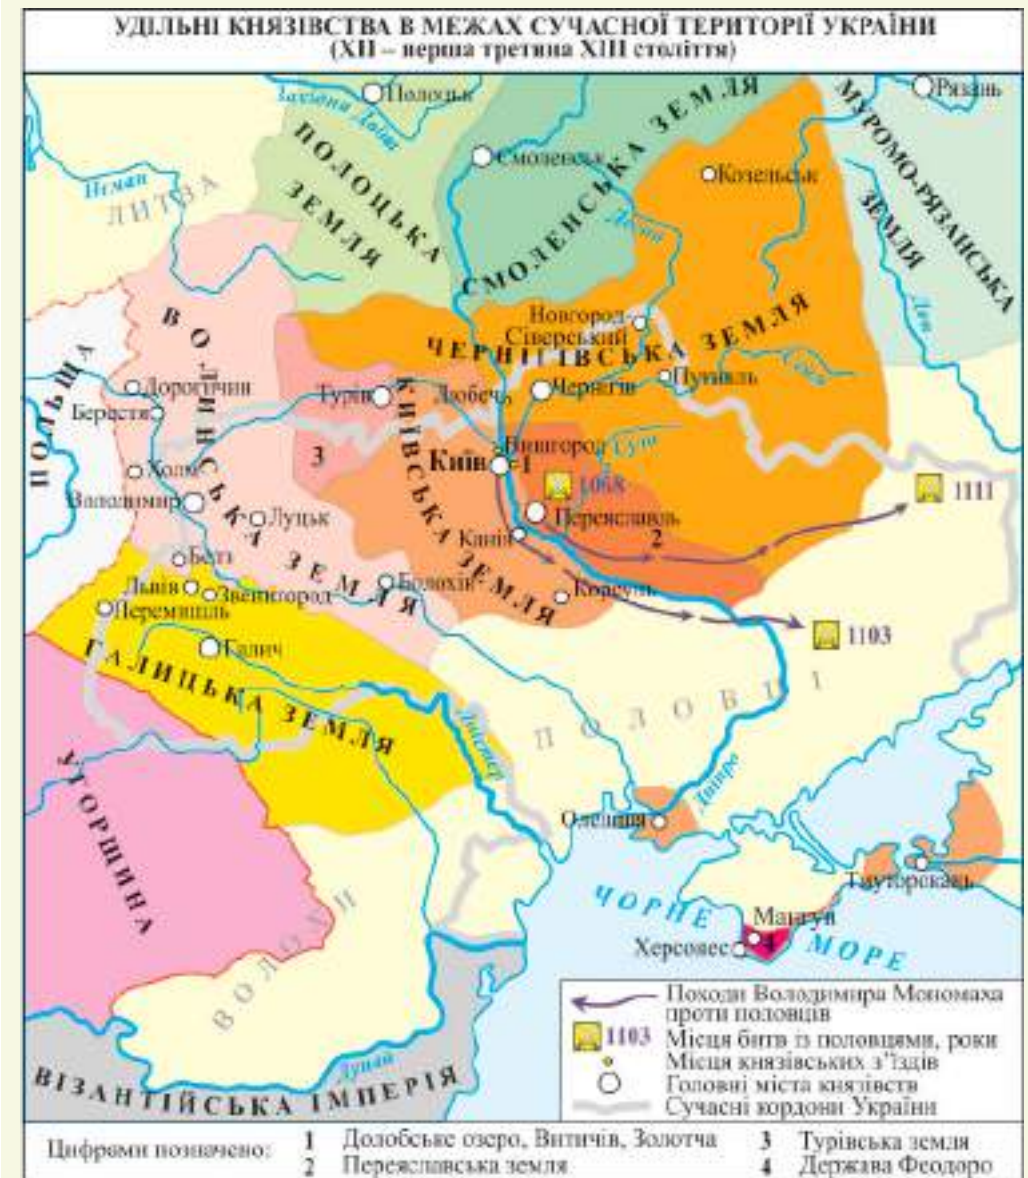 УДІЛЬНІ КНЯЗІВСТВА В МЕЖАХ СУЧАСНОЇ ТЕРИТОРІЇ УКРАЇНИ
(XII – перша третина XIII століття)
Полоцьк
Західна Двіна
Рязань
Смоленськ
Козельськ
МУРОМО-РЯЗАНСЬКА
ЗЕМЛЯ
ПОЛОЦЬКА
ЗЕМЛЯ
СМОЛЕНСЬКА ЗЕМЛЯ
Десна
Неман
ЛИТВА
Дон
Новгород-
Сіверський
ЧЕРНІГІВСЬКА ЗЕМЛЯ
ПОЛЬЩА
ВОЛИНСЬКА ЗЕМЛЯ
Дорогичин
Берестя
Турів
КИЇВСЬКА ЗЕМЛЯ
Любеч
Чернігів
Путивль
Сейм
Вишгород
Сула
Холм
3
Київ
1
1068
1111
Володимир
Луцьк
Переяславль
Канів
2
Белз
Львів
Звенигород
Болохів
Корсунь
Перемишль
1103
Галич
ГАЛИЦЬКА ЗЕМЛЯ
ПОЛОВЦІ
Дністер
УГОРЩИНА
Дніпро
Олешшя
Тмуторокань
ВОЛОХИ
ЧОРНЕ МОРЕ
Мангуп
4
Херсонес
Дунай
ВІЗАНТІЙСЬКА ІМПЕРІЯ
Походи Володимира Мономаха
проти половців
1103 Місця битв із половцями, роки
Місця князівських з’їздів
Головні міста князівств
Сучасні кордони України
Цифрами позначено:
1 Долобське озеро, Витичів, Золотча
2 Переяславська земля
3 Турівська земля
4 Держава Феодоро